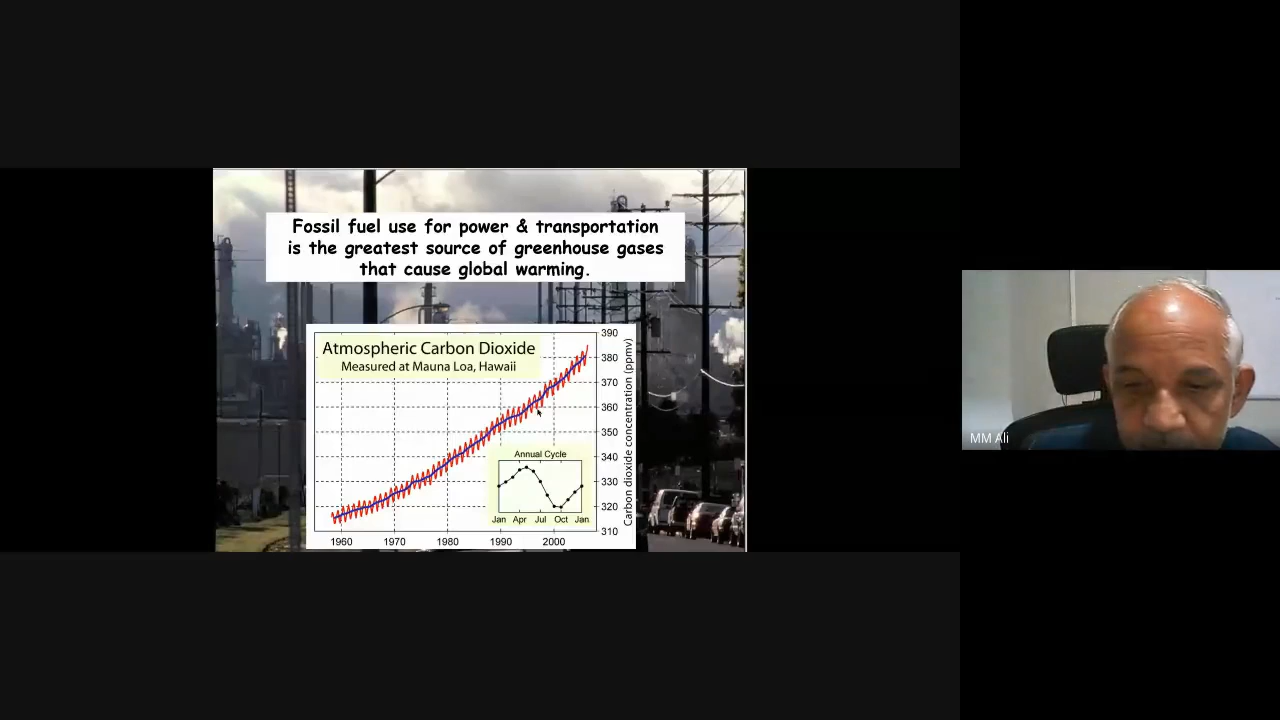 Fossil fuel use for power & transportation
is the greatest source of greenhouse gases
that cause global warming.
Atmospheric Carbon Dioxide
Measured at Mauna Loa, Hawaii
390
380
370
360
350
340
330
320
310
Carbon dioxide concentration (ppmv)
Annual Cycle
Jan Apr Jul Oct Jan
1960 1970 1980 1990 2000
MM Ali